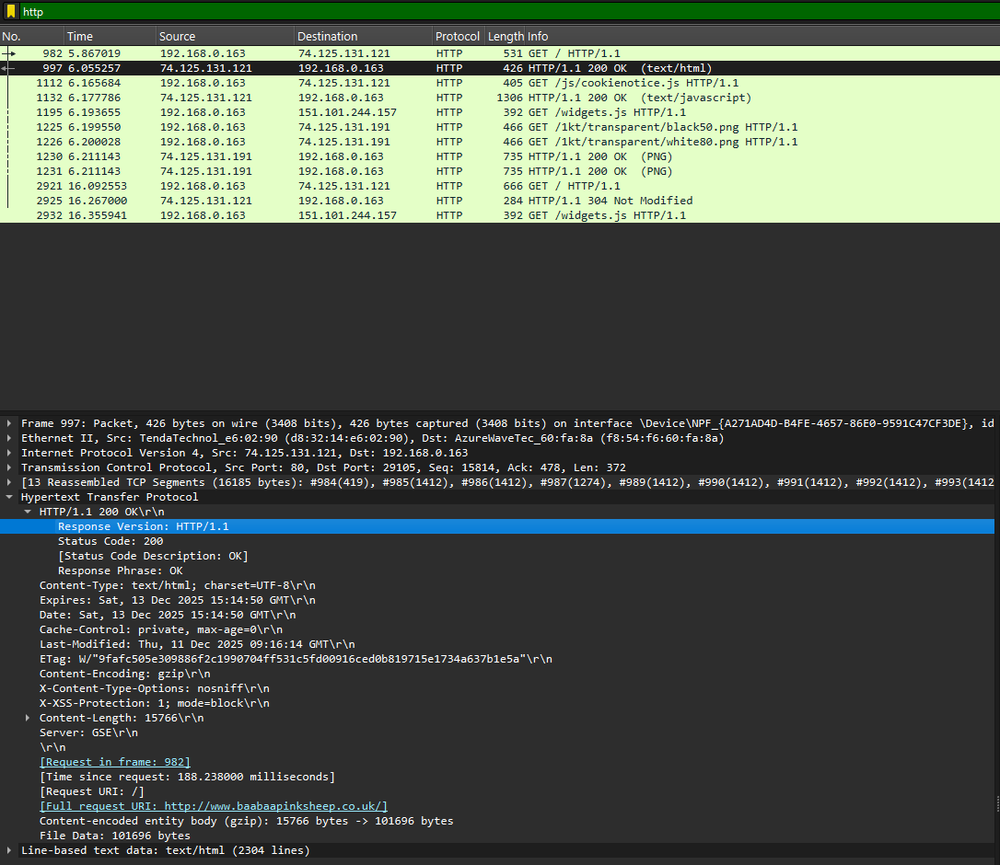 http
No. Time Source Destination Protocol Length Info
982 5.867019 192.168.0.163 74.125.131.121 HTTP 531 GET / HTTP/1.1
997 6.055257 74.125.131.121 192.168.0.163 HTTP 426 HTTP/1.1 200 OK (text/html)
1112 6.165684 192.168.0.163 74.125.131.121 HTTP 405 GET /js/cookienotice.js HTTP/1.1
1132 6.177786 74.125.131.121 192.168.0.163 HTTP 1306 HTTP/1.1 200 OK (text/javascript)
1195 6.193655 192.168.0.163 151.101.244.157 HTTP 392 GET /widgets.js HTTP/1.1
1225 6.199550 192.168.0.163 74.125.131.191 HTTP 466 GET /1kt/transparent/black50.png HTTP/1.1
1226 6.200028 192.168.0.163 74.125.131.191 HTTP 466 GET /1kt/transparent/white80.png HTTP/1.1
1230 6.211143 74.125.131.191 192.168.0.163 HTTP 735 HTTP/1.1 200 OK (PNG)
1231 6.211143 74.125.131.191 192.168.0.163 HTTP 735 HTTP/1.1 200 OK (PNG)
2921 16.092553 192.168.0.163 74.125.131.121 HTTP 666 GET / HTTP/1.1
2925 16.267000 74.125.131.121 192.168.0.163 HTTP 284 HTTP/1.1 304 Not Modified
2932 16.355941 192.168.0.163 151.101.244.157 HTTP 392 GET /widgets.js HTTP/1.1
Frame 997: Packet, 426 bytes on wire (3408 bits), 426 bytes captured (3408 bits) on interface \Device\NPF_{A271AD4D-B4FE-4657-86E0-9591C47CF3DE}, id
Ethernet II, Src: TendaTechnol_e6:02:90 (d8:32:14:e6:02:90), Dst: AzureWaveTec_60:fa:8a (f8:54:f6:60:fa:8a)
Internet Protocol Version 4, Src: 74.125.131.121, Dst: 192.168.0.163
Transmission Control Protocol, Src Port: 80, Dst Port: 29105, Seq: 15814, Ack: 478, Len: 372
[13 Reassembled TCP Segments (16185 bytes): #984(419), #985(1412), #986(1412), #987(1274), #989(1412), #990(1412), #991(1412), #992(1412), #993(1412
Hypertext Transfer Protocol
HTTP/1.1 200 OK\r\n
Response Version: HTTP/1.1
Status Code: 200
[Status Code Description: OK]
Response Phrase: OK
Content-Type: text/html; charset=UTF-8\r\n
Expires: Sat, 13 Dec 2025 15:14:50 GMT\r\n
Date: Sat, 13 Dec 2025 15:14:50 GMT\r\n
Cache-Control: private, max-age=0\r\n
Last-Modified: Thu, 11 Dec 2025 09:16:14 GMT\r\n
ETag: W/"9fafc505e309886f2c1990704ff531c5fd00916ced0b819715e1734a637b1e5a"\r\n
Content-Encoding: gzip\r\n
X-Content-Type-Options: nosniff\r\n
X-XSS-Protection: 1; mode=block\r\n
Content-Length: 15766\r\n
Server: GSE\r\n
\r\n
[Request in frame: 982]
[Time since request: 188.238000 milliseconds]
[Request URI: /]
[Full request URI: http://www.baabaapinksheep.co.uk/]
Content-encoded entity body (gzip): 15766 bytes -> 101696 bytes
File Data: 101696 bytes
Line-based text data: text/html (2304 lines)